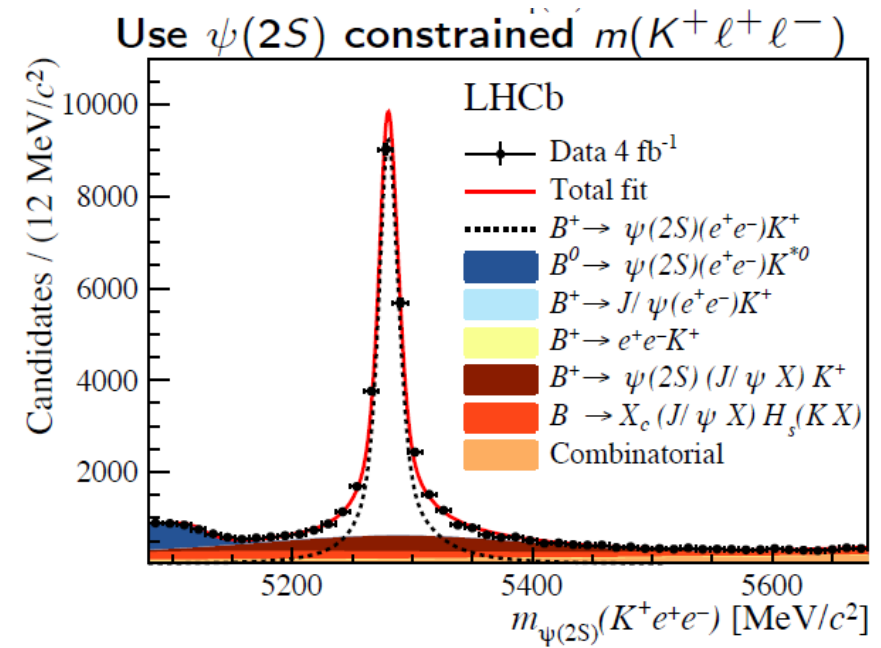 Use ψ(2S) constrained m(K⁺ℓ⁺ℓ⁻)
Candidates / (12 MeV/c²)
10000
8000
6000
4000
2000
LHCb
Data 4 fb⁻¹
Total fit
B⁺→ ψ(2S)(e⁺e⁻)K⁺
B⁰→ ψ(2S)(e⁺e⁻)K*⁰
B⁺→ J/ψ(e⁺e⁻)K⁺
B⁺→ e⁺e⁻K⁺
B⁺→ ψ(2S) (J/ψ X) K⁺
B → X_c (J/ψ X) H_s(K X)
Combinatorial
5200 5400 5600
m_ψ(2S)(K⁺e⁺e⁻) [MeV/c²]